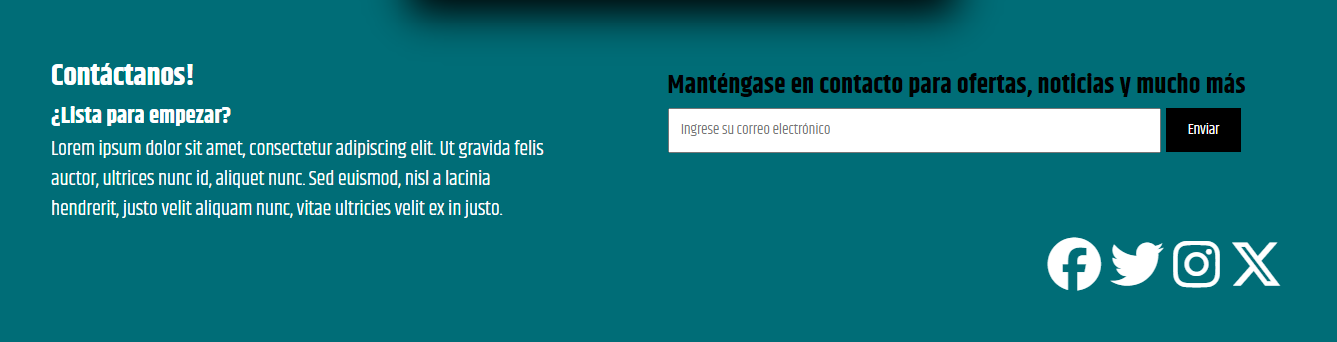 Contáctanos!
¿Lista para empezar?
Lorem ipsum dolor sit amet, consectetur adipiscing elit. Ut gravida felis
auctor, ultrices nunc id, aliquet nunc. Sed euismod, nisl a lacinia
hendrerit, justo velit aliquam nunc, vitae ultricies velit ex in justo.
Manténgase en contacto para ofertas, noticias y mucho más
Ingrese su correo electrónico
Enviar